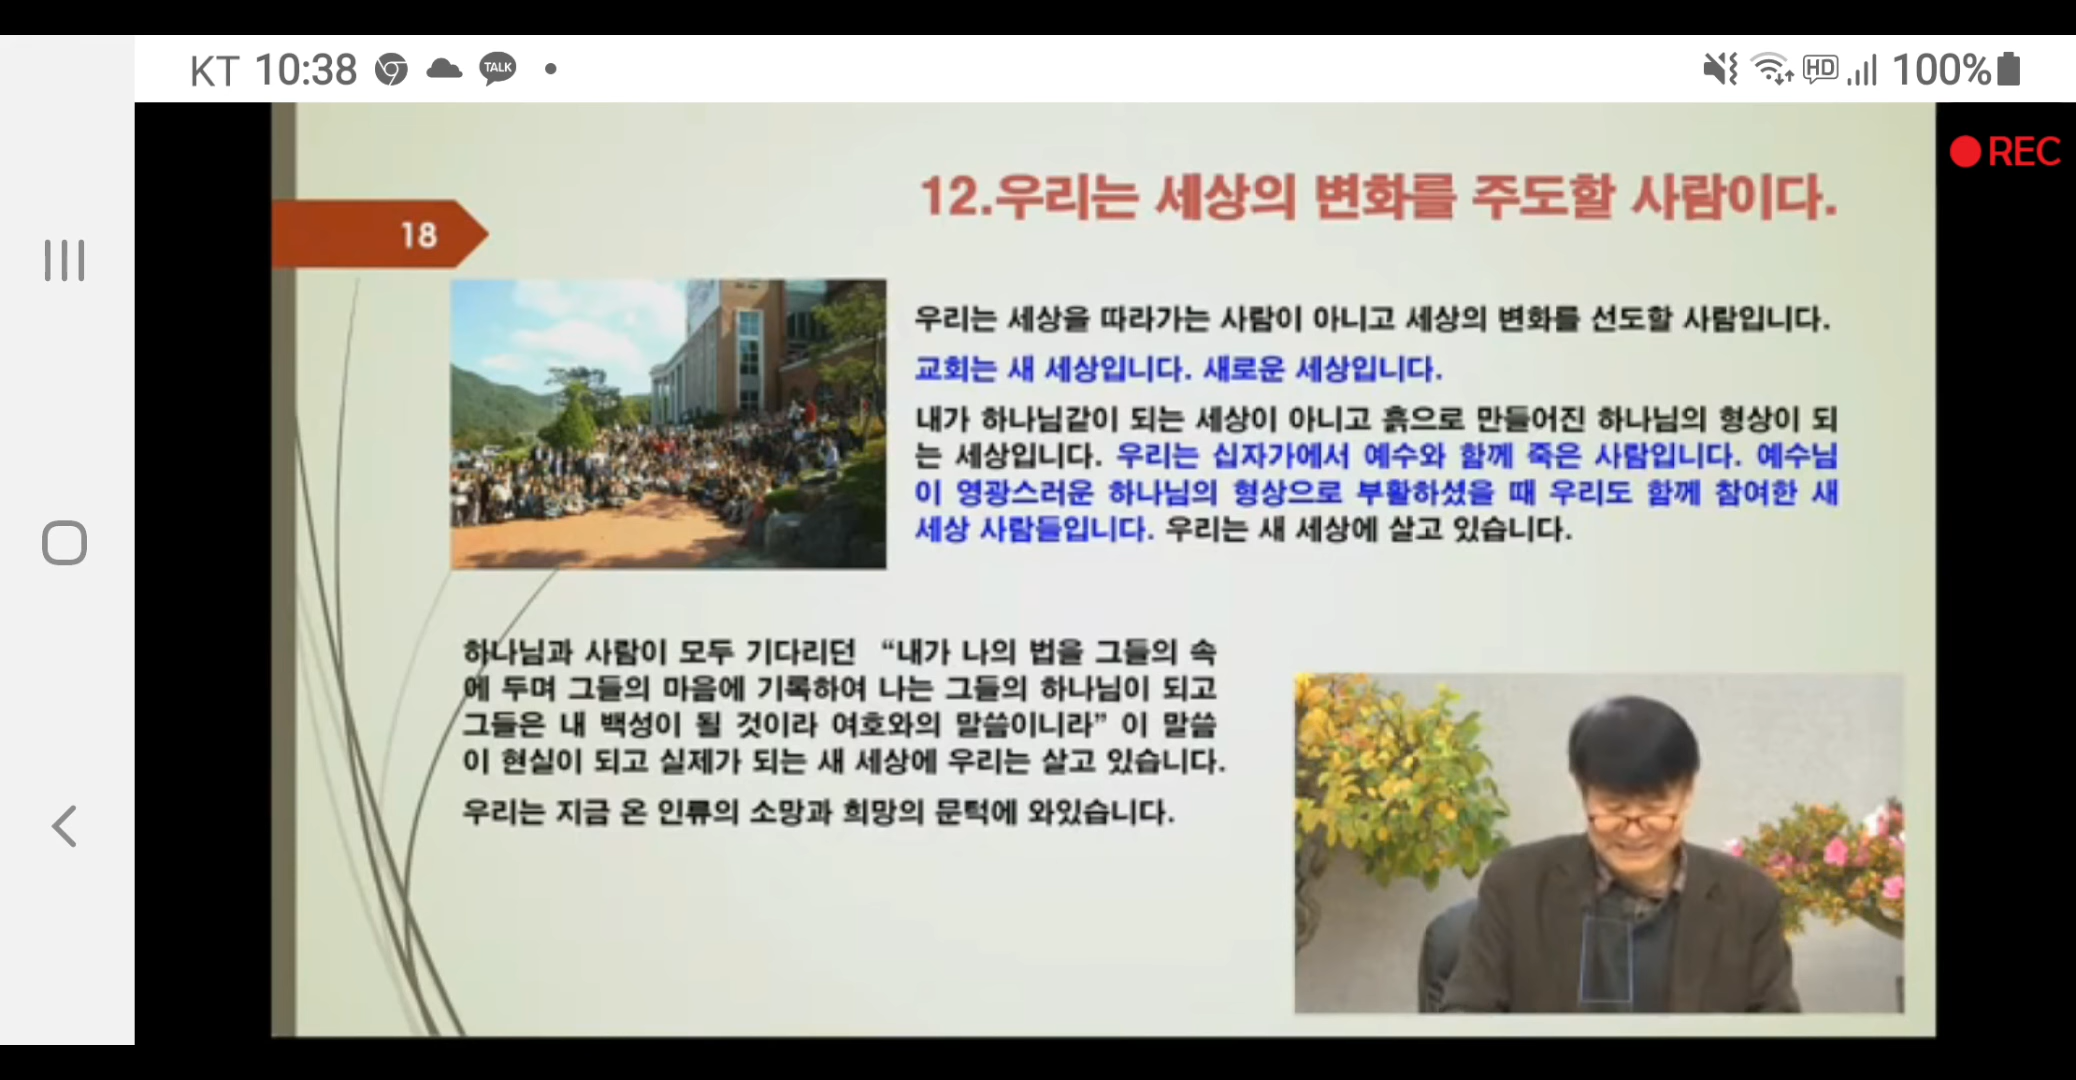 KT 10:38
TALK
HD
100%
REC
12.우리는 세상의 변화를 주도할 사람이다.
18
우리는 세상을 따라가는 사람이 아니고 세상의 변화를 선도할 사람입니다.
교회는 새 세상입니다. 새로운 세상입니다.
내가 하나님같이 되는 세상이 아니고 흙으로 만들어진 하나님의 형상이 되
는 세상입니다. 우리는 십자가에서 예수와 함께 죽은 사람입니다. 예수님
이 영광스러운 하나님의 형상으로 부활하셨을 때 우리도 함께 참여한 새
세상 사람들입니다. 우리는 새 세상에 살고 있습니다.
하나님과 사람이 모두 기다리던 “내가 나의 법을 그들의 속
에 두며 그들의 마음에 기록하여 나는 그들의 하나님이 되고
그들은 내 백성이 될 것이라 여호와의 말씀이니라” 이 말씀
이 현실이 되고 실제가 되는 새 세상에 우리는 살고 있습니다.
우리는 지금 온 인류의 소망과 희망의 문턱에 와있습니다.